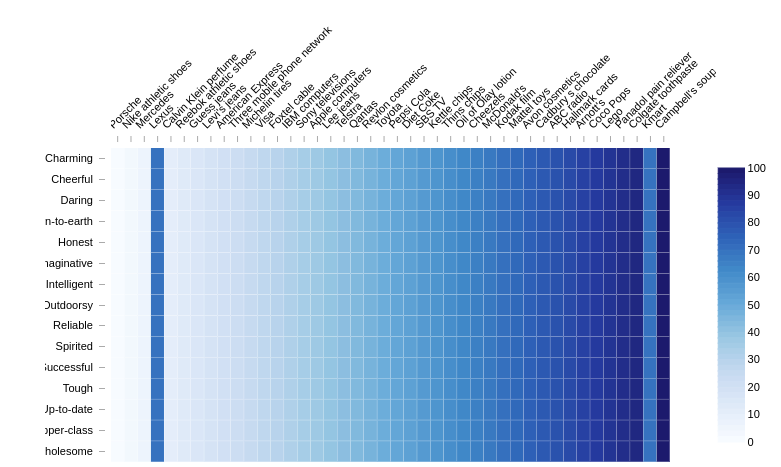 Porsche
Nike athletic shoes
Mercedes
Lexus
Calvin Klein perfume
Reebok athletic shoes
Guess jeans
Levi's jeans
American Express
Three mobile phone network
Michelin tires
Visa
Foxtel cable
IBM computers
Sony televisions
Apple computers
Lee jeans
Telstra
Qantas
Revlon cosmetics
Toyota
Pepsi Cola
Diet Coke
SBS TV
Kettle chips
Thins chips
Oil of Olay lotion
Cheezels
McDonald's
Kodak film
Mattel toys
Avon cosmetics
Cadbury's chocolate
ABC radio
Hallmark cards
Arnott's
Coco Pops
Lego
Panadol pain reliever
Colgate toothpaste
Kmart
Campbell's soup
Charming
Cheerful
Daring
n-to-earth
Honest
aginative
Intelligent
Outdoorsy
Reliable
Spirited
Successful
Tough
Up-to-date
per-class
holesome
100
90
80
70
60
50
40
30
20
10
0